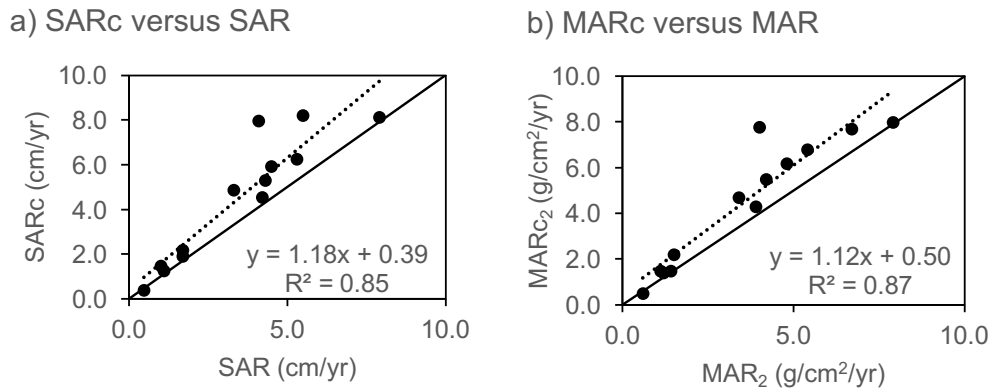 a) SARc versus SAR
10.0
8.0
6.0
4.0
2.0
0.0
SARc (cm/yr)
y = 1.18x + 0.39
R² = 0.85
0.0 5.0 10.0
SAR (cm/yr)
b) MARc versus MAR
10.0
8.0
6.0
4.0
2.0
0.0
MARc₂ (g/cm²/yr)
y = 1.12x + 0.50
R² = 0.87
0.0 5.0 10.0
MAR₂ (g/cm²/yr)